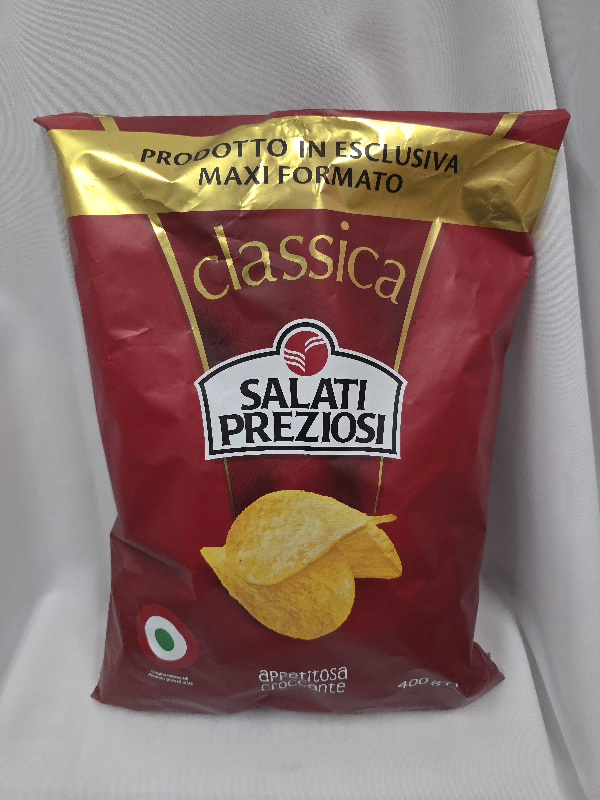 PRODOTTO IN ESCLUSIVA
MAXI FORMATO
classica
SALATI
PREZIOSI
appetitosa
croccante
400 g